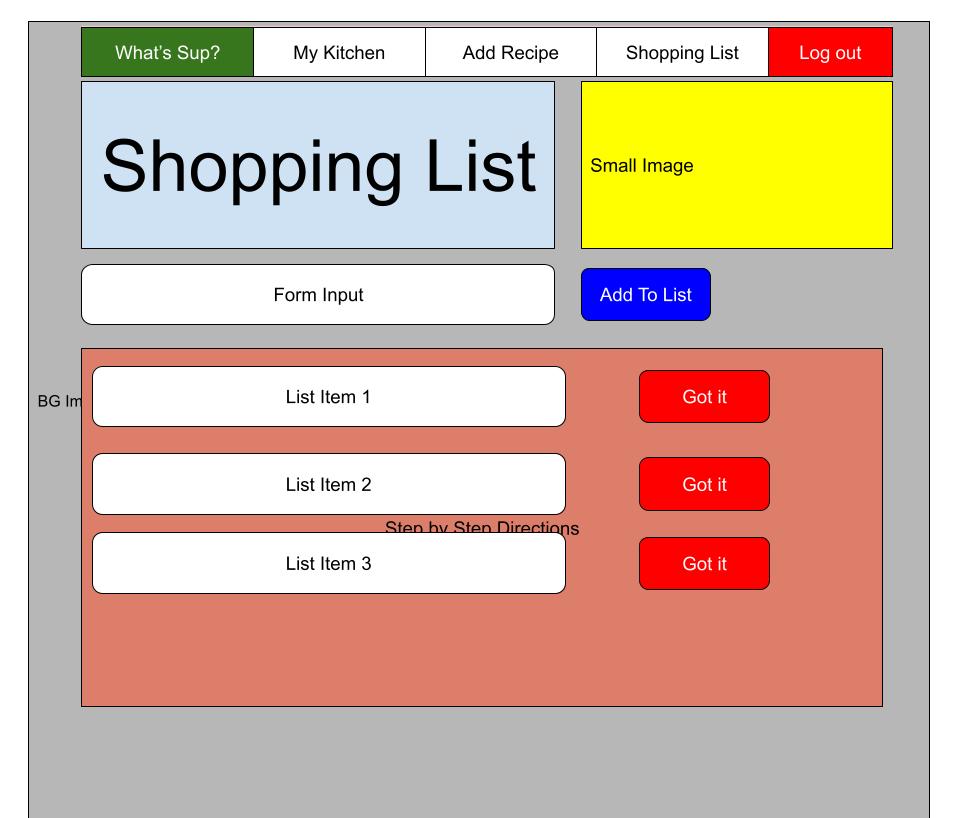 What's Sup?
My Kitchen
Add Recipe
Shopping List
Log out
Shopping List
Small Image
Form Input
Add To List
BG Im
List Item 1
Got it
List Item 2
Got it
Step by Step Directions
List Item 3
Got it